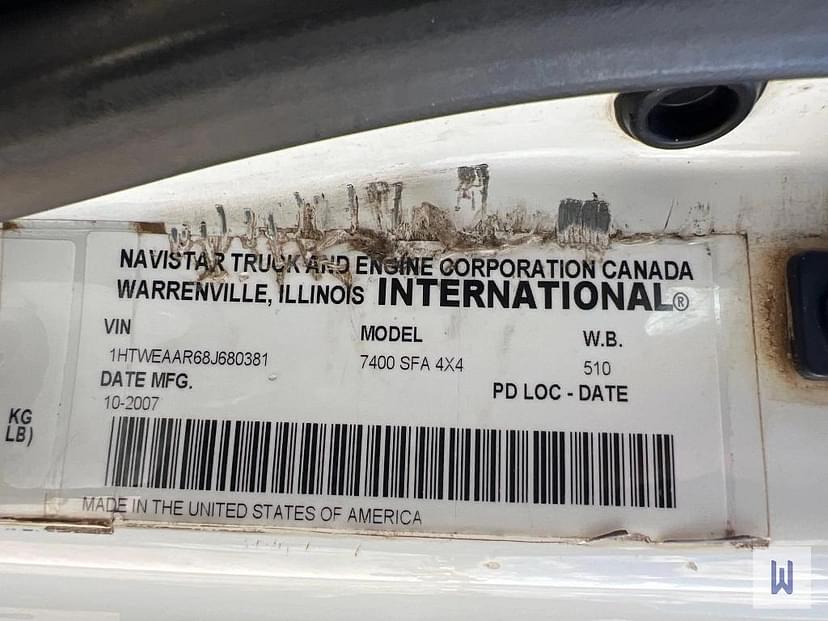 NAVISTAR TRUCK AND ENGINE CORPORATION CANADA
WARRENVILLE, ILLINOIS INTERNATIONAL®
VIN MODEL W.B.
1HTWEAAR68J680381 7400 SFA 4X4 510
DATE MFG. PD LOC - DATE
10-2007
KG
LB)
MADE IN THE UNITED STATES OF AMERICA
W